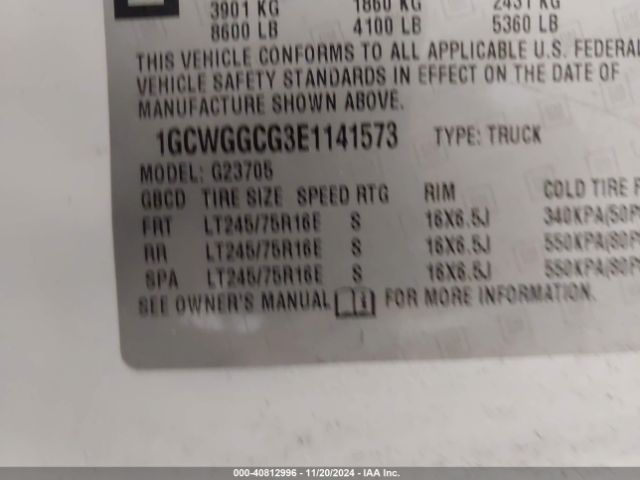 3901 KG 1860 KG 2431 KG
8600 LB 4100 LB 5360 LB
THIS VEHICLE CONFORMS TO ALL APPLICABLE U.S. FEDERAL
VEHICLE SAFETY STANDARDS IN EFFECT ON THE DATE OF
MANUFACTURE SHOWN ABOVE.
1GCWGGCG3E1141573 TYPE: TRUCK
MODEL: G23705
GBCD TIRE SIZE SPEED RTG RIM COLD TIRE
FRT LT245/75R16E S 16X6.5J 340KPA(50P
RR LT245/75R16E S 16X6.5J 550KPA(80P
SPA LT245/75R16E S 16X6.5J 550KPA(80P
SEE OWNER'S MANUAL FOR MORE INFORMATION.
000-40812996 - 11/20/2024 - IAA Inc.